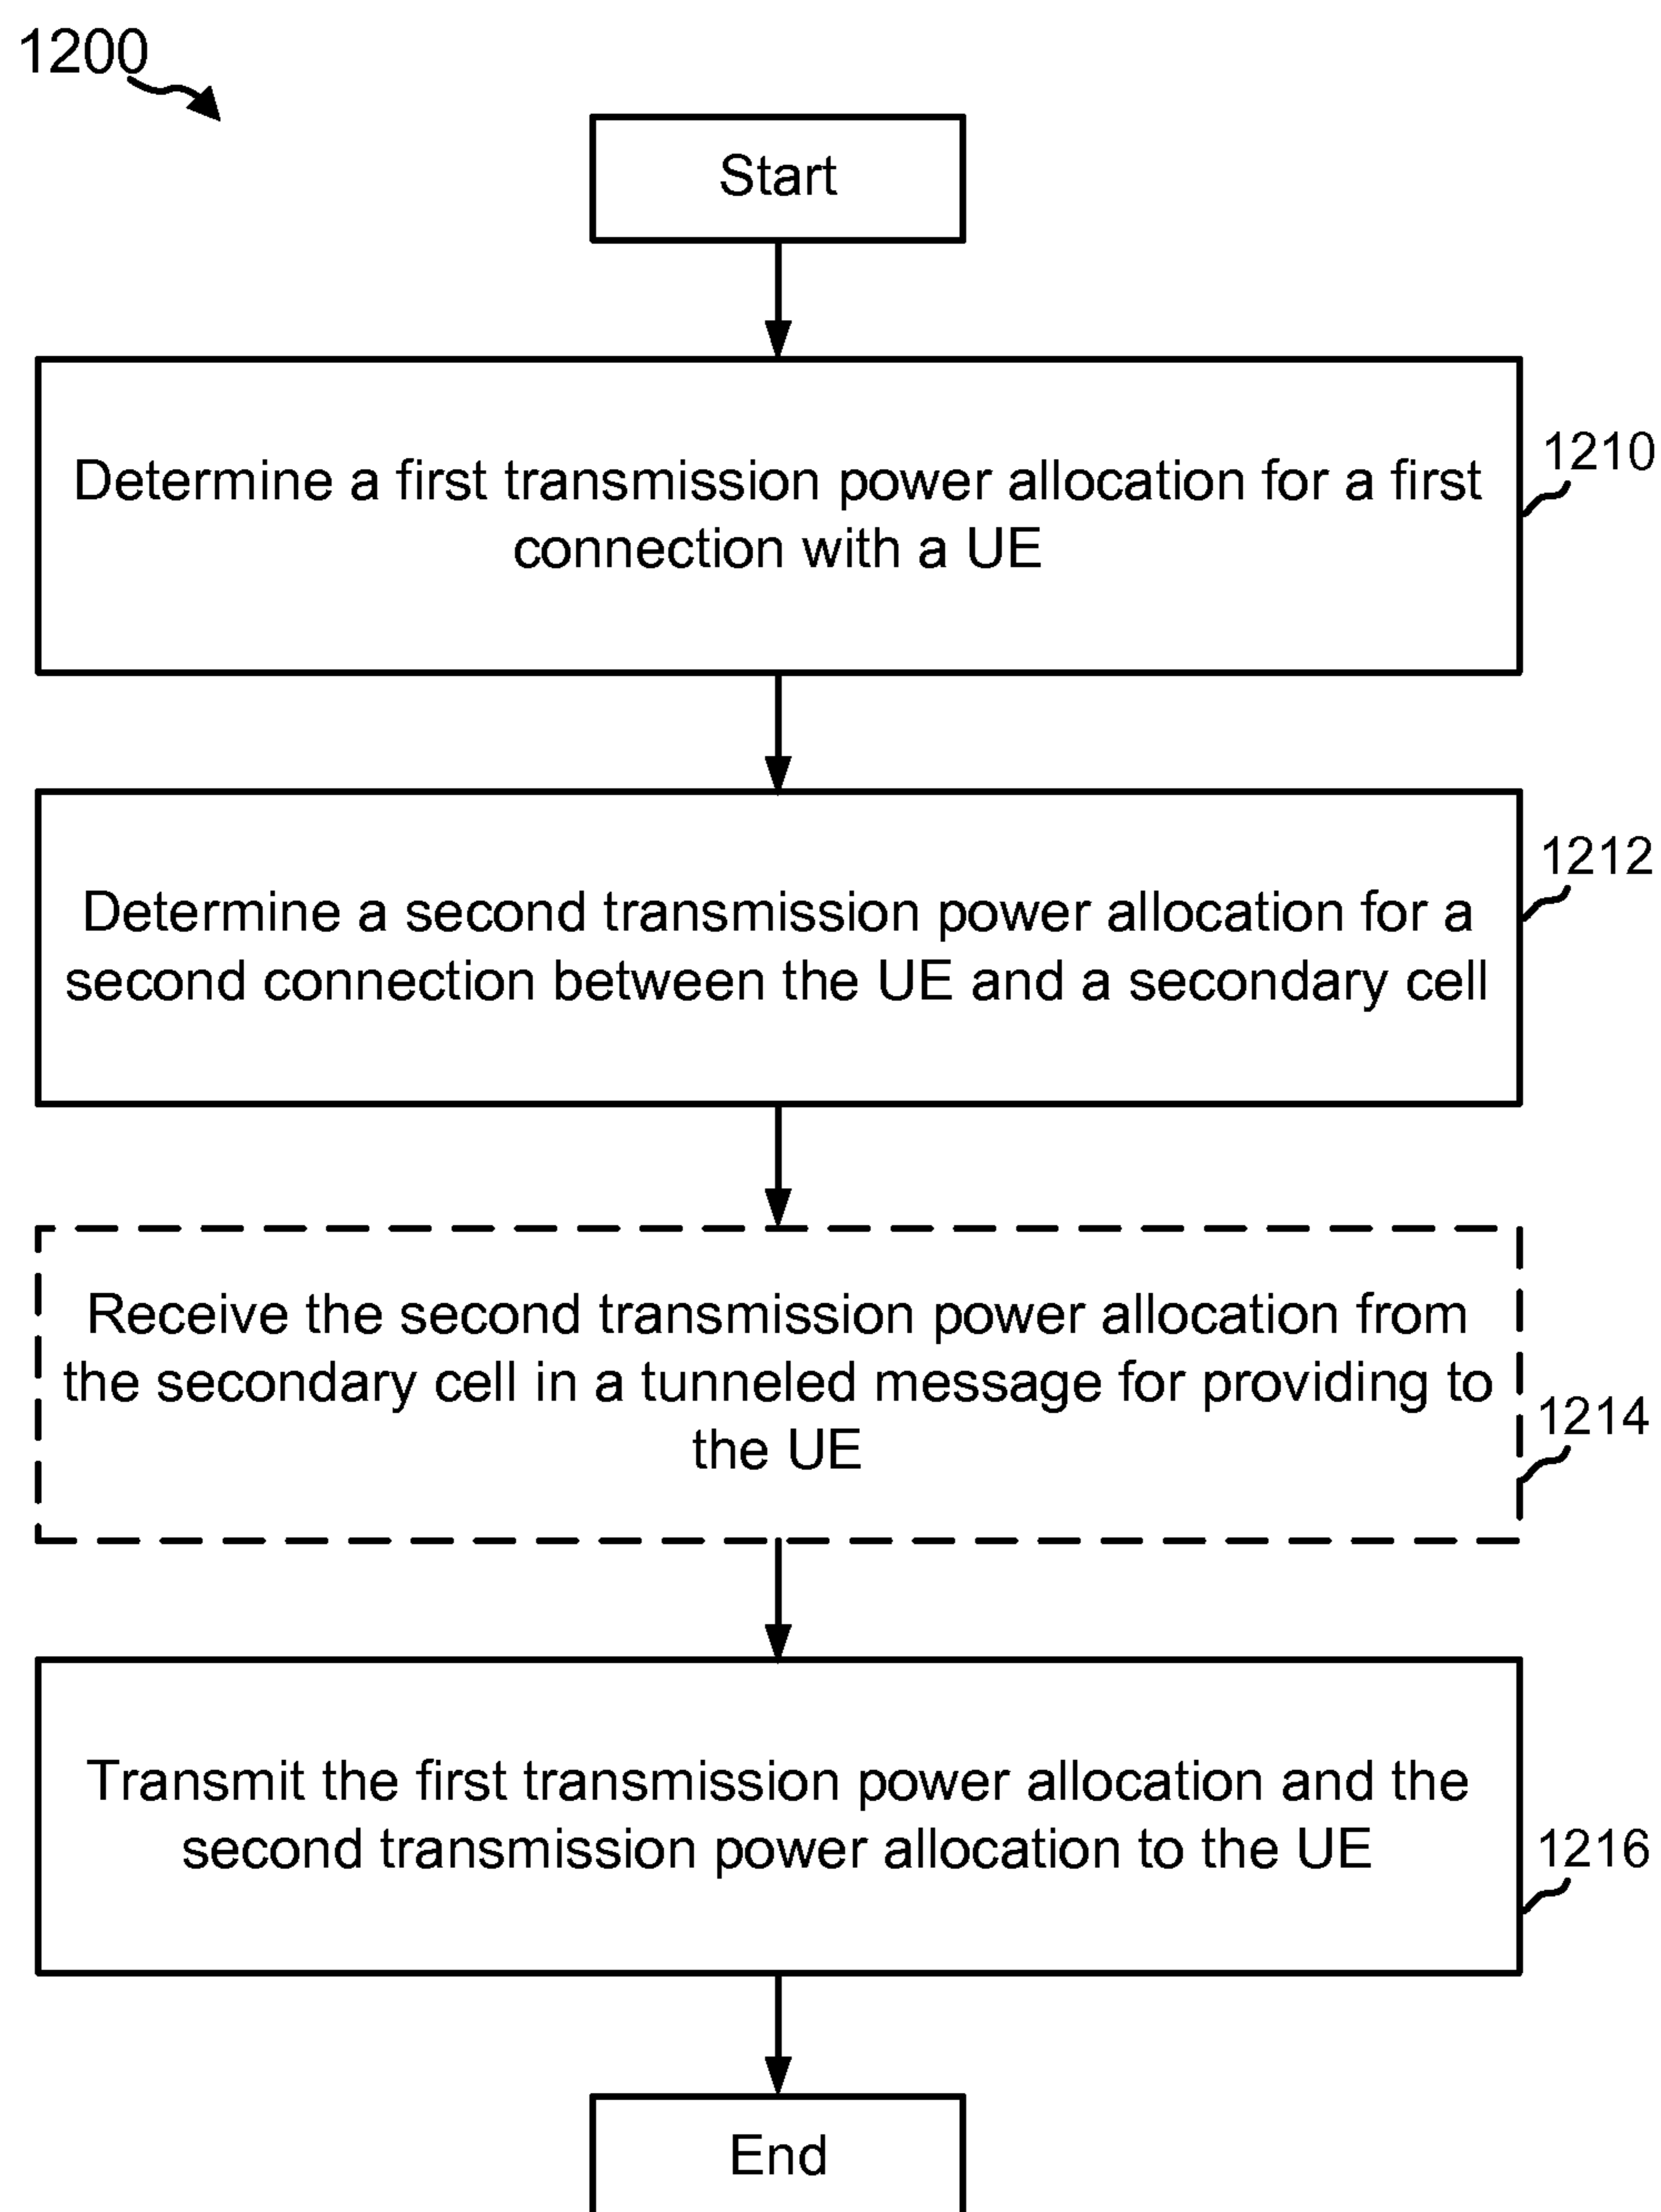 1200
Start
Determine a first transmission power allocation for a first
connection with a UE
1210
Determine a second transmission power allocation for a
second connection between the UE and a secondary cell
1212
Receive the second transmission power allocation from
the secondary cell in a tunneled message for providing to
the UE
1214
Transmit the first transmission power allocation and the
second transmission power allocation to the UE
1216
End